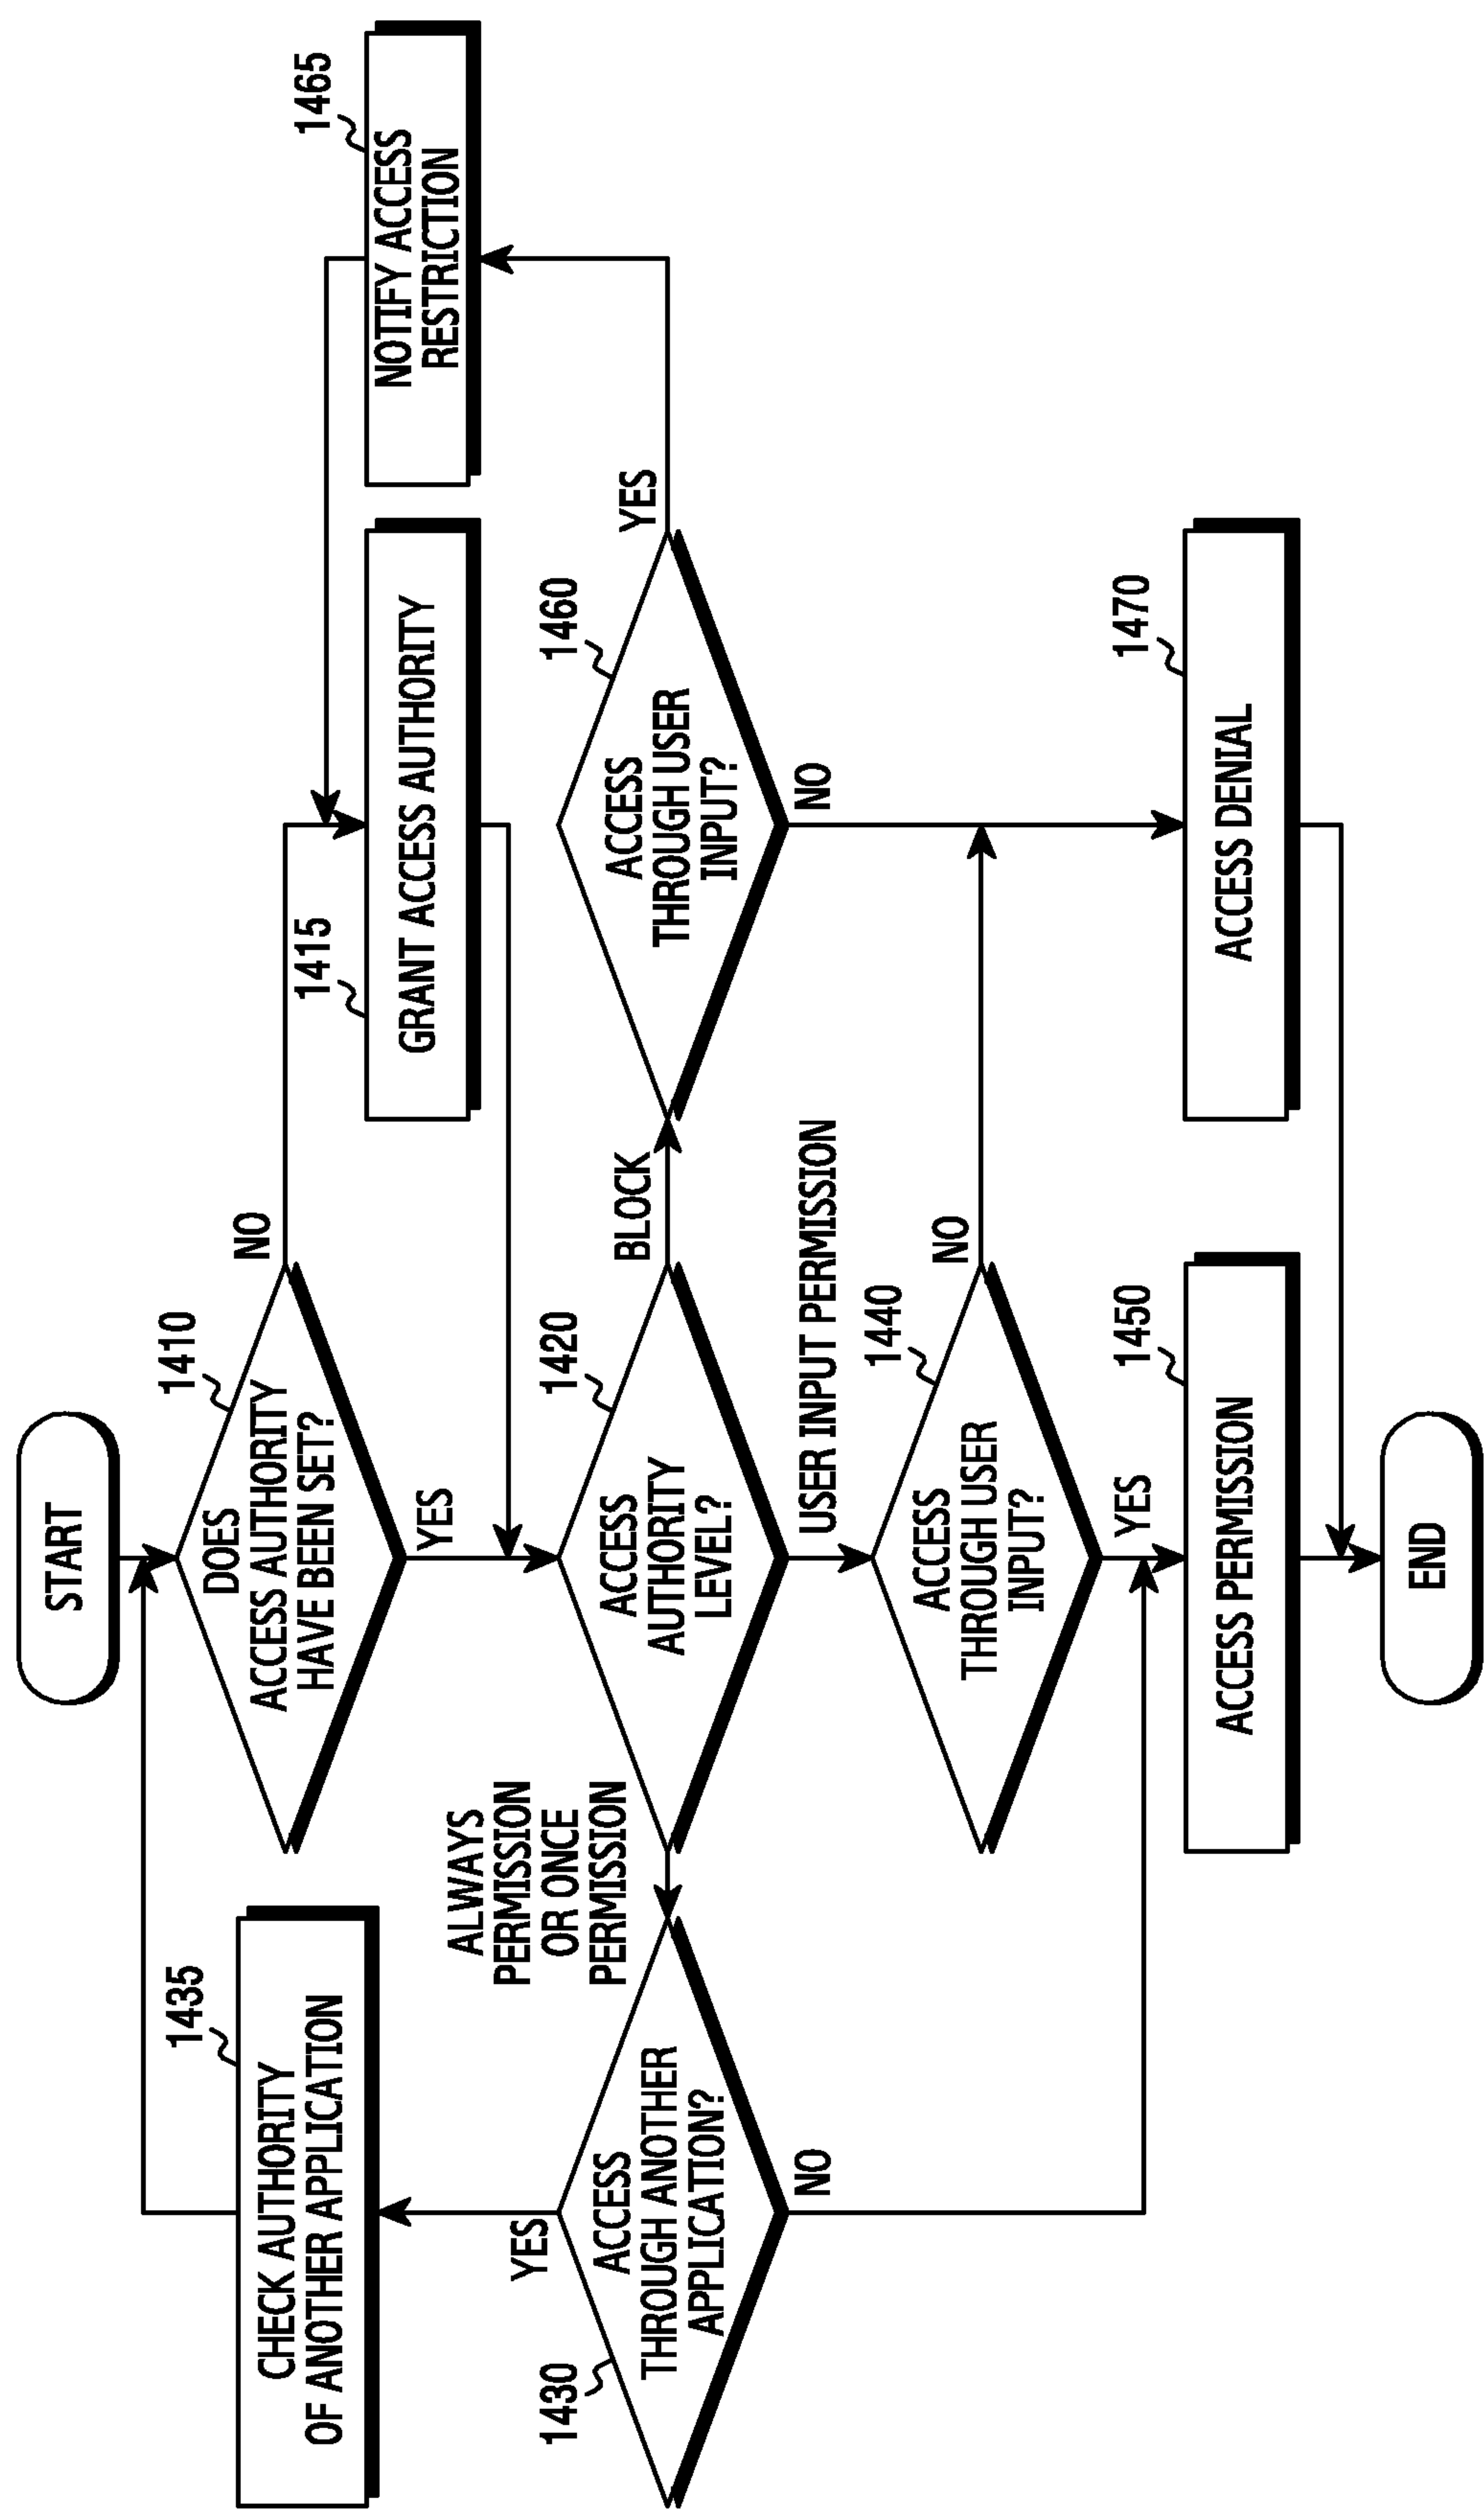 START
1410
DOES
ACCESS AUTHORITY
HAVE BEEN SET?
NO
YES
1435
CHECK AUTHORITY
OF ANOTHER APPLICATION
1415
GRANT ACCESS AUTHORITY
1465
NOTIFY ACCESS
RESTRICTION
ALWAYS
PERMISSION
OR ONCE
PERMISSION
1420
ACCESS
AUTHORITY
LEVEL?
BLOCK
USER INPUT PERMISSION
1430
YES
ACCESS
THROUGH ANOTHER
APPLICATION?
NO
1460
ACCESS
THROUGH USER
INPUT?
YES
NO
1440
ACCESS
THROUGH USER
INPUT?
NO
YES
1450
ACCESS PERMISSION
1470
ACCESS DENIAL
END